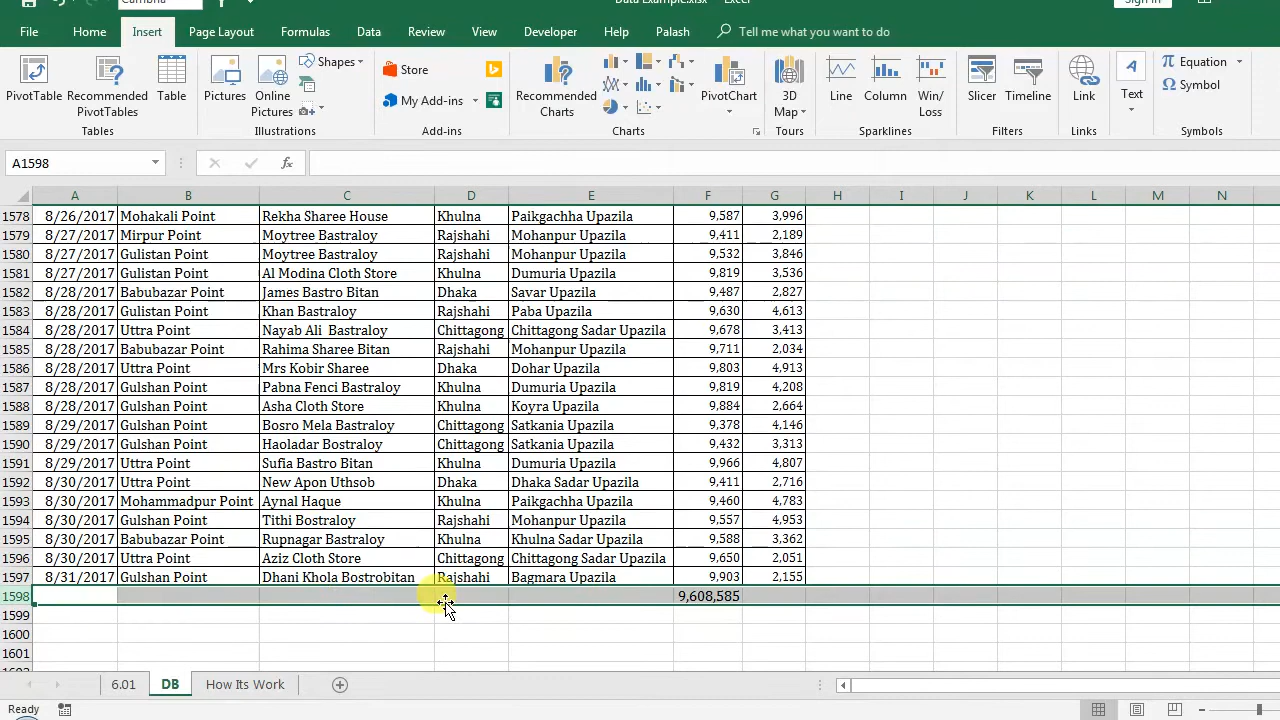 Cambria
Data Example.xlsx - Excel
Sign in
File Home Insert Page Layout Formulas Data Review View Developer Help Palash Tell me what you want to do
PivotTable Recommended PivotTables Table Pictures Online Pictures Shapes Store My Add-ins Recommended Charts PivotChart 3D Map Line Column Win/Loss Slicer Timeline Link Text Equation Symbol
Tables Illustrations Add-ins Charts Tours Sparklines Filters Links Symbols
A1598 fx
A B C D E F G H I J K L M N
1578 8/26/2017 Mohakali Point Rekha Sharee House Khulna Paikgachha Upazila 9,587 3,996
1579 8/27/2017 Mirpur Point Moytree Bastraloy Rajshahi Mohanpur Upazila 9,411 2,189
1580 8/27/2017 Gulistan Point Moytree Bastraloy Rajshahi Mohanpur Upazila 9,532 3,846
1581 8/27/2017 Gulistan Point Al Modina Cloth Store Khulna Dumuria Upazila 9,819 3,536
1582 8/28/2017 Babubazar Point James Bastro Bitan Dhaka Savar Upazila 9,487 2,827
1583 8/28/2017 Gulistan Point Khan Bastraloy Rajshahi Paba Upazila 9,630 4,613
1584 8/28/2017 Uttra Point Nayab Ali Bastraloy Chittagong Chittagong Sadar Upazila 9,678 3,413
1585 8/28/2017 Babubazar Point Rahima Sharee Bitan Rajshahi Mohanpur Upazila 9,711 2,034
1586 8/28/2017 Uttra Point Mrs Kobir Sharee Dhaka Dohar Upazila 9,803 4,913
1587 8/28/2017 Gulshan Point Pabna Fenci Bastraloy Khulna Dumuria Upazila 9,819 4,208
1588 8/28/2017 Gulshan Point Asha Cloth Store Khulna Koyra Upazila 9,884 2,664
1589 8/29/2017 Gulshan Point Bosro Mela Bastraloy Chittagong Satkania Upazila 9,378 4,146
1590 8/29/2017 Gulshan Point Haoladar Bostraloy Chittagong Satkania Upazila 9,432 3,313
1591 8/29/2017 Uttra Point Sufia Bastro Bitan Khulna Dumuria Upazila 9,966 4,807
1592 8/30/2017 Uttra Point New Apon Uthsob Dhaka Dhaka Sadar Upazila 9,411 2,716
1593 8/30/2017 Mohammadpur Point Aynal Haque Khulna Paikgachha Upazila 9,460 4,783
1594 8/30/2017 Gulshan Point Tithi Bostraloy Rajshahi Mohanpur Upazila 9,557 4,953
1595 8/30/2017 Babubazar Point Rupnagar Bastraloy Khulna Khulna Sadar Upazila 9,588 3,362
1596 8/30/2017 Uttra Point Aziz Cloth Store Chittagong Chittagong Sadar Upazila 9,650 2,051
1597 8/31/2017 Gulshan Point Dhani Khola Bostrobitan Rajshahi Bagmara Upazila 9,903 2,155
1598 9,608,585
1599
1600
1601
6.01 DB How Its Work
Ready